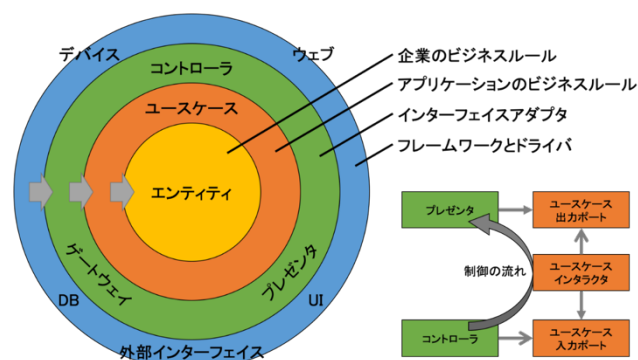 デバイス
ウェブ
コントローラ
ユースケース
エンティティ
ゲートウェイ
プレゼンタ
DB
UI
外部インターフェイス
企業のビジネスルール
アプリケーションのビジネスルール
インターフェイスアダプタ
フレームワークとドライバ
プレゼンタ
ユースケース
出力ポート
制御の流れ
ユースケース
インタラクタ
コントローラ
ユースケース
入力ポート